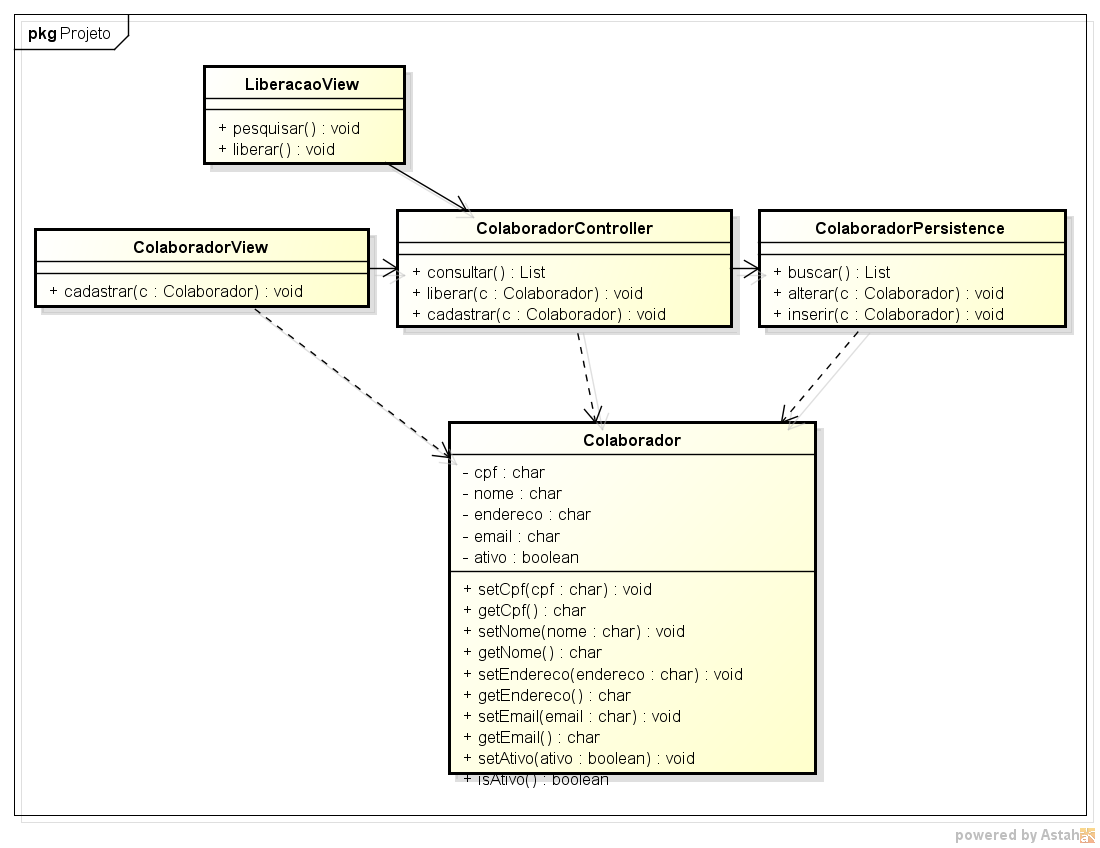 pkg Projeto
LiberacaoView
+ pesquisar() : void
+ liberar() : void
ColaboradorView
+ cadastrar(c : Colaborador) : void
ColaboradorController
+ consultar() : List
+ liberar(c : Colaborador) : void
+ cadastrar(c : Colaborador) : void
ColaboradorPersistence
+ buscar() : List
+ alterar(c : Colaborador) : void
+ inserir(c : Colaborador) : void
Colaborador
- cpf : char
- nome : char
- endereco : char
- email : char
- ativo : boolean
+ setCpf(cpf : char) : void
+ getCpf() : char
+ setNome(nome : char) : void
+ getNome() : char
+ setEndereco(endereco : char) : void
+ getEndereco() : char
+ setEmail(email : char) : void
+ getEmail() : char
+ setAtivo(ativo : boolean) : void
+ isAtivo() : boolean
powered by Astah